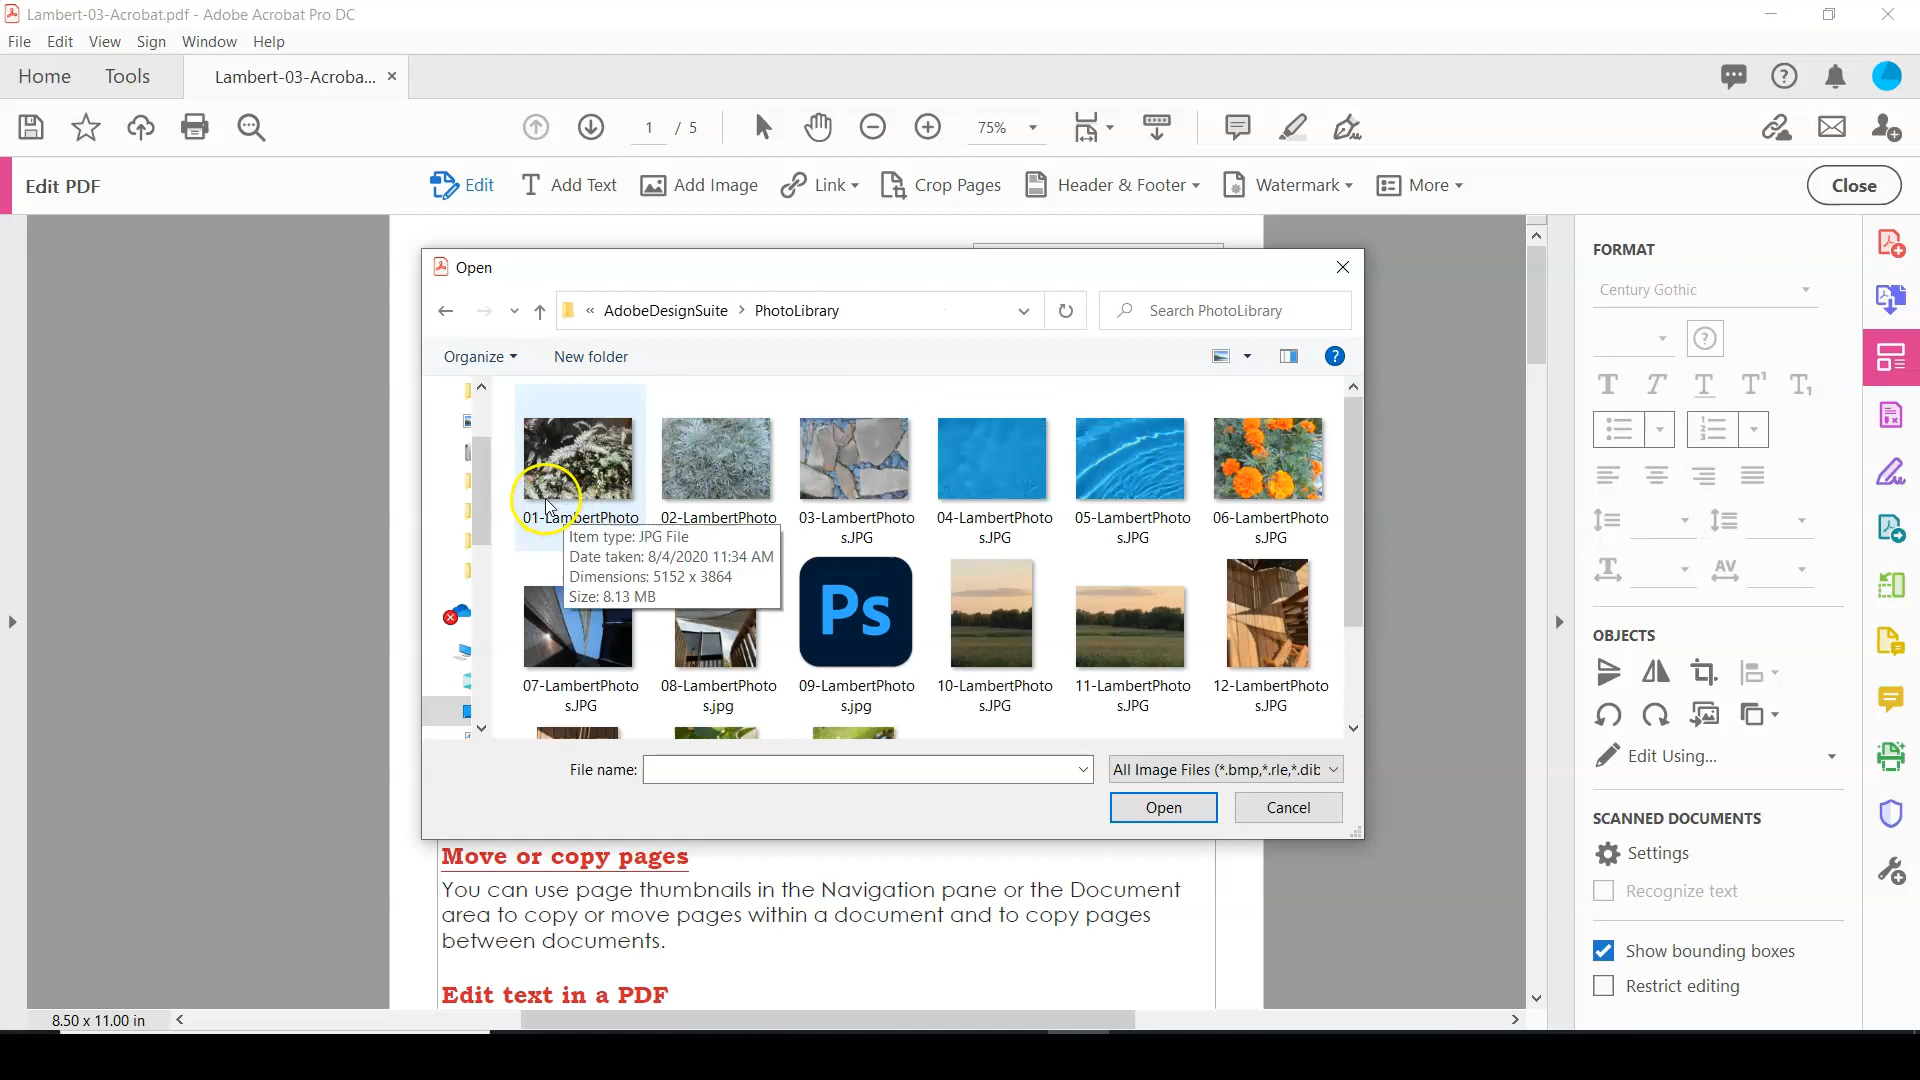 Lambert-03-Acrobat.pdf - Adobe Acrobat Pro DC
File Edit View Sign Window Help
Home Tools Lambert-03-Acroba... ×
1 / 5 75%
Edit PDF Edit Add Text Add Image Link Crop Pages Header & Footer Watermark More Close
Open
« AdobeDesignSuite > PhotoLibrary Search PhotoLibrary
Organize New folder
01-LambertPhoto 02-LambertPhoto 03-LambertPhoto 04-LambertPhoto 05-LambertPhoto 06-LambertPhoto
s.JPG s.JPG s.JPG s.JPG
Item type: JPG File
Date taken: 8/4/2020 11:34 AM
Dimensions: 5152 x 3864
Size: 8.13 MB
Ps
07-LambertPhoto 08-LambertPhoto 09-LambertPhoto 10-LambertPhoto 11-LambertPhoto 12-LambertPhoto
s.JPG s.jpg s.jpg s.JPG s.JPG s.JPG
File name: All Image Files (*.bmp,*.rle,*.dib
Open Cancel
Move or copy pages
You can use page thumbnails in the Navigation pane or the Document
area to copy or move pages within a document and to copy pages
between documents.
Edit text in a PDF
8.50 x 11.00 in
FORMAT
Century Gothic
OBJECTS
Edit Using...
SCANNED DOCUMENTS
Settings
Recognize text
Show bounding boxes
Restrict editing